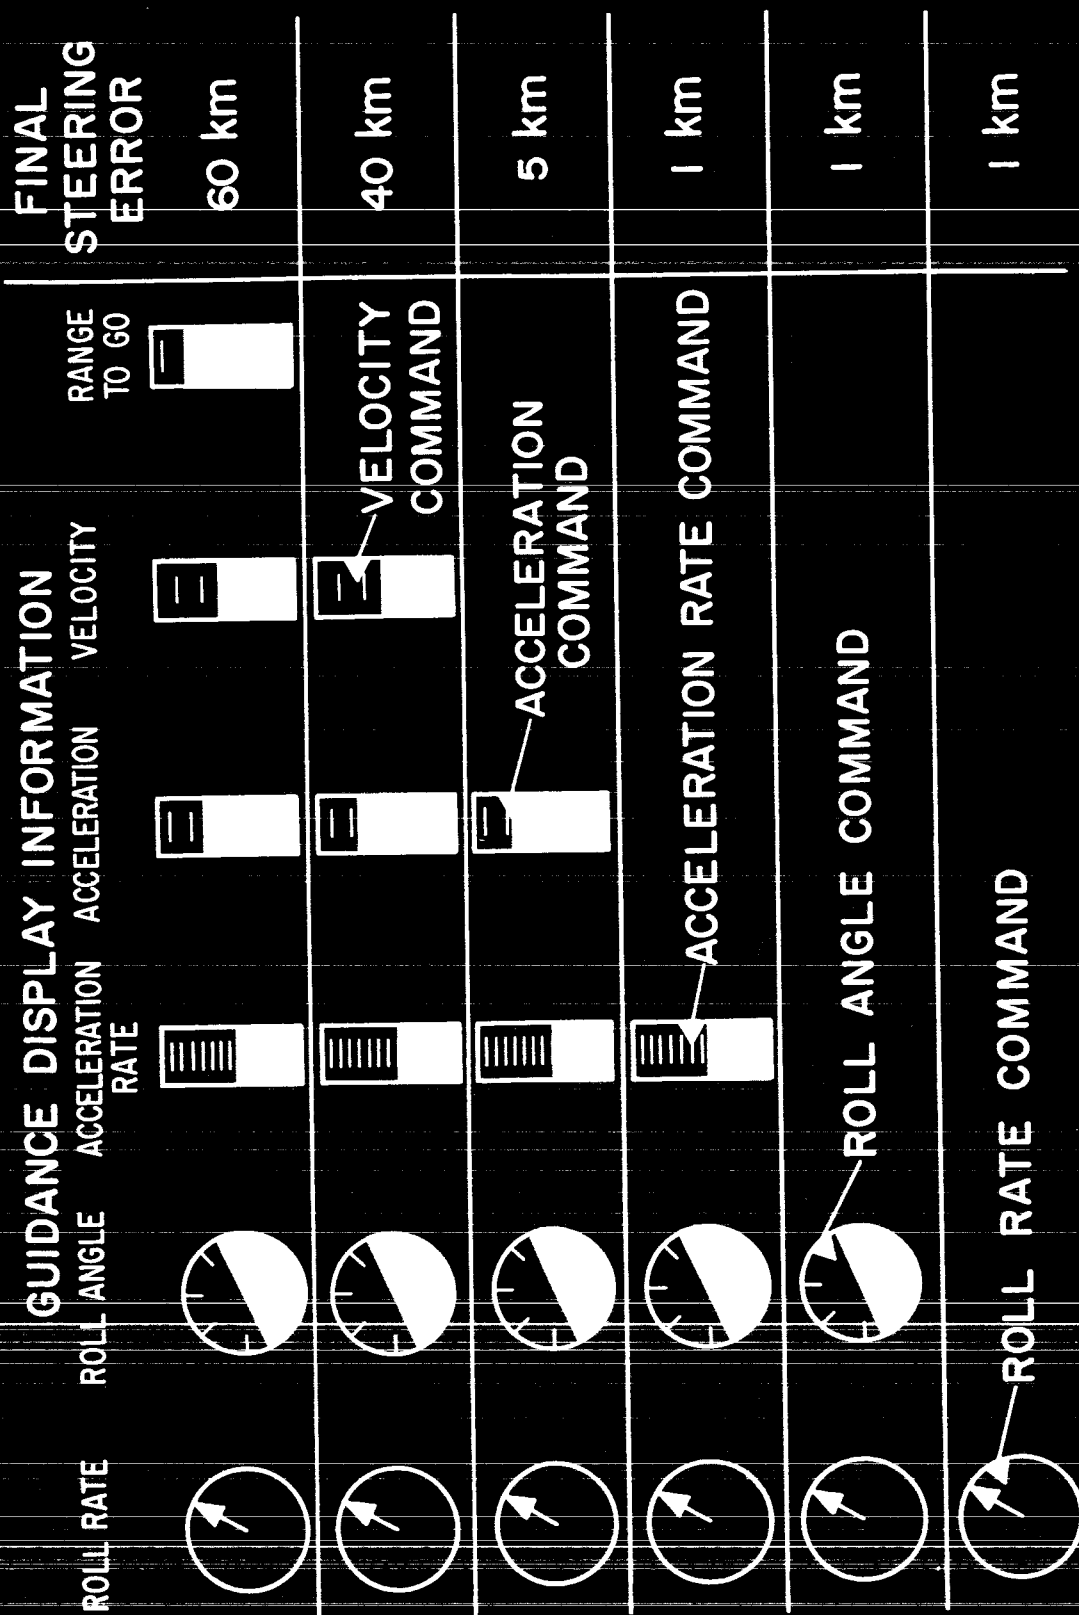 GUIDANCE DISPLAY INFORMATION
FINAL
STEERING
ERROR
ROLL RATE
ROLL ANGLE
ACCELERATION
RATE
ACCELERATION
VELOCITY
RANGE
TO GO
60 km
VELOCITY
COMMAND
40 km
ACCELERATION
COMMAND
5 km
ACCELERATION RATE COMMAND
1 km
ROLL ANGLE COMMAND
1 km
ROLL RATE COMMAND
1 km